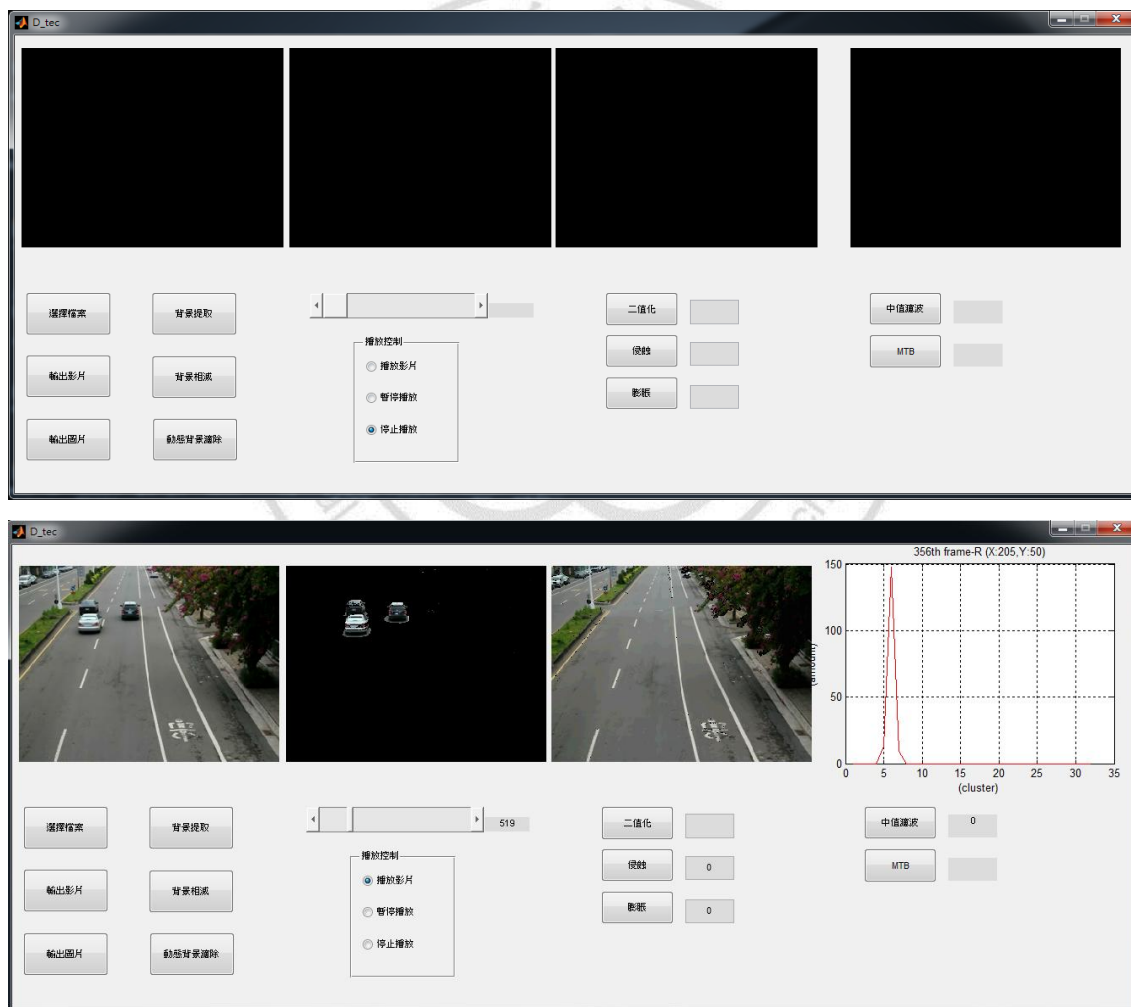 D_tec
選擇檔案
背景提取
二值化
中值濾波
播放控制
播放影片
侵蝕
MTB
輸出影片
背景相減
暫停播放
膨脹
停止播放
輸出圖片
動態背景濾除
D_tec
356th frame-R (X:205,Y:50)
150
100
50
0
(amount)
0 5 10 15 20 25 30 35
(cluster)
選擇檔案
背景提取
519
二值化
中值濾波 0
播放控制
播放影片
侵蝕 0
MTB
輸出影片
背景相減
暫停播放
膨脹 0
停止播放
輸出圖片
動態背景濾除